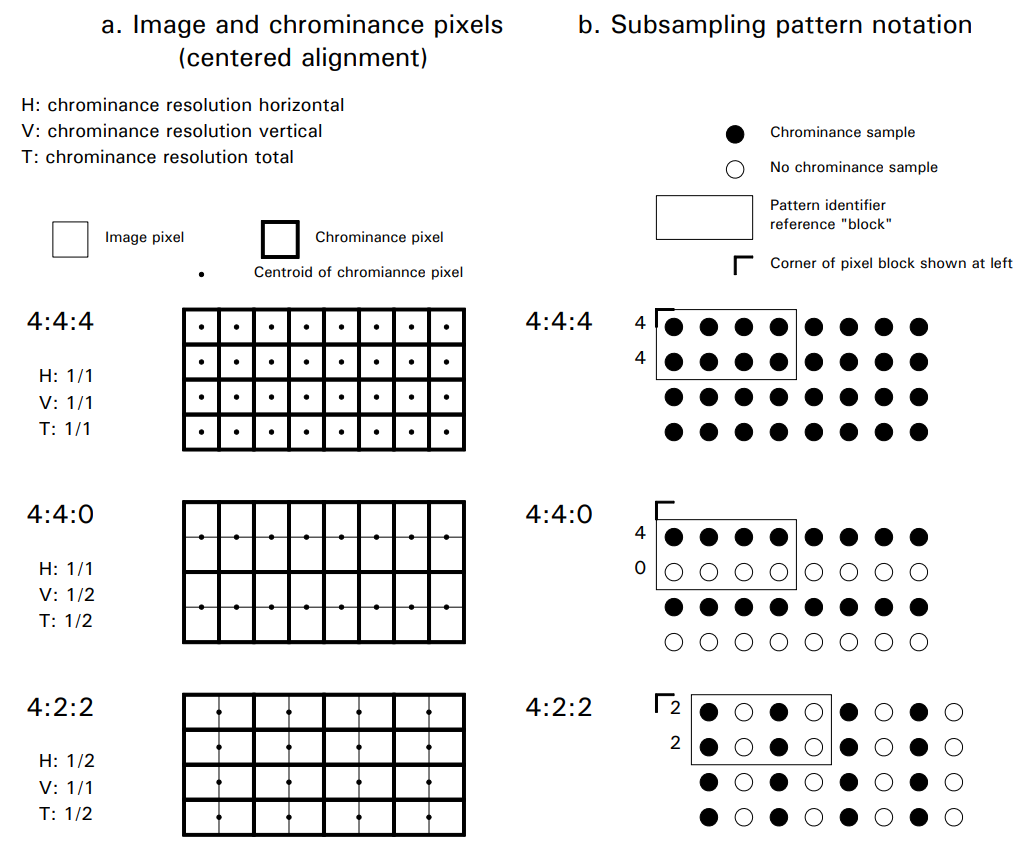 a. Image and chrominance pixels
(centered alignment)
b. Subsampling pattern notation
H: chrominance resolution horizontal
V: chrominance resolution vertical
T: chrominance resolution total
Image pixel
Chrominance pixel
Centroid of chromiannce pixel
Chrominance sample
No chrominance sample
Pattern identifier
reference "block"
Corner of pixel block shown at left
4:4:4
H: 1/1
V: 1/1
T: 1/1
4:4:4
4
4
4:4:0
H: 1/1
V: 1/2
T: 1/2
4:4:0
4
0
4:2:2
H: 1/2
V: 1/1
T: 1/2
4:2:2
2
2